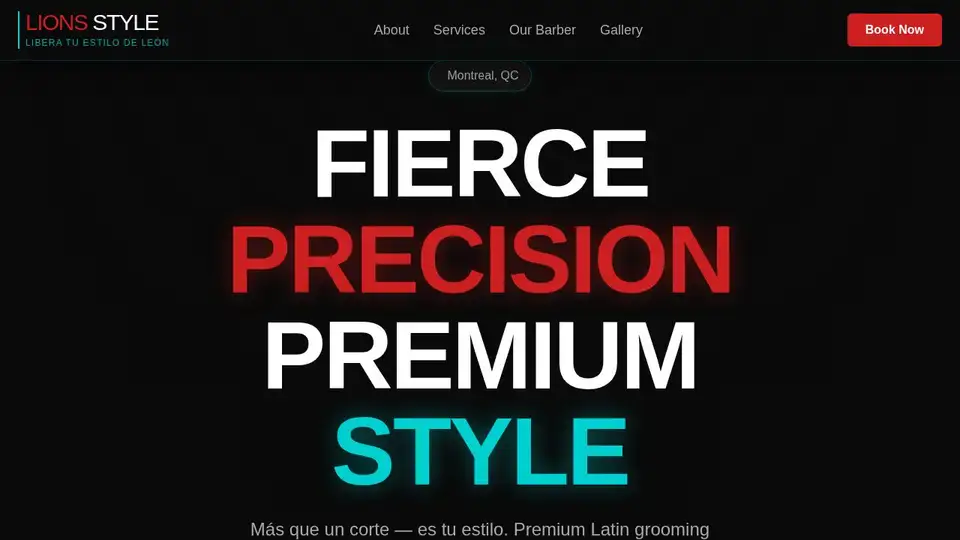 LIONS STYLE
LIBERA TU ESTILO DE LEÓN
About
Services
Our Barber
Gallery
Book Now
Montreal, QC
FIERCE
PRECISION
PREMIUM
STYLE
Más que un corte — es tu estilo. Premium Latin grooming